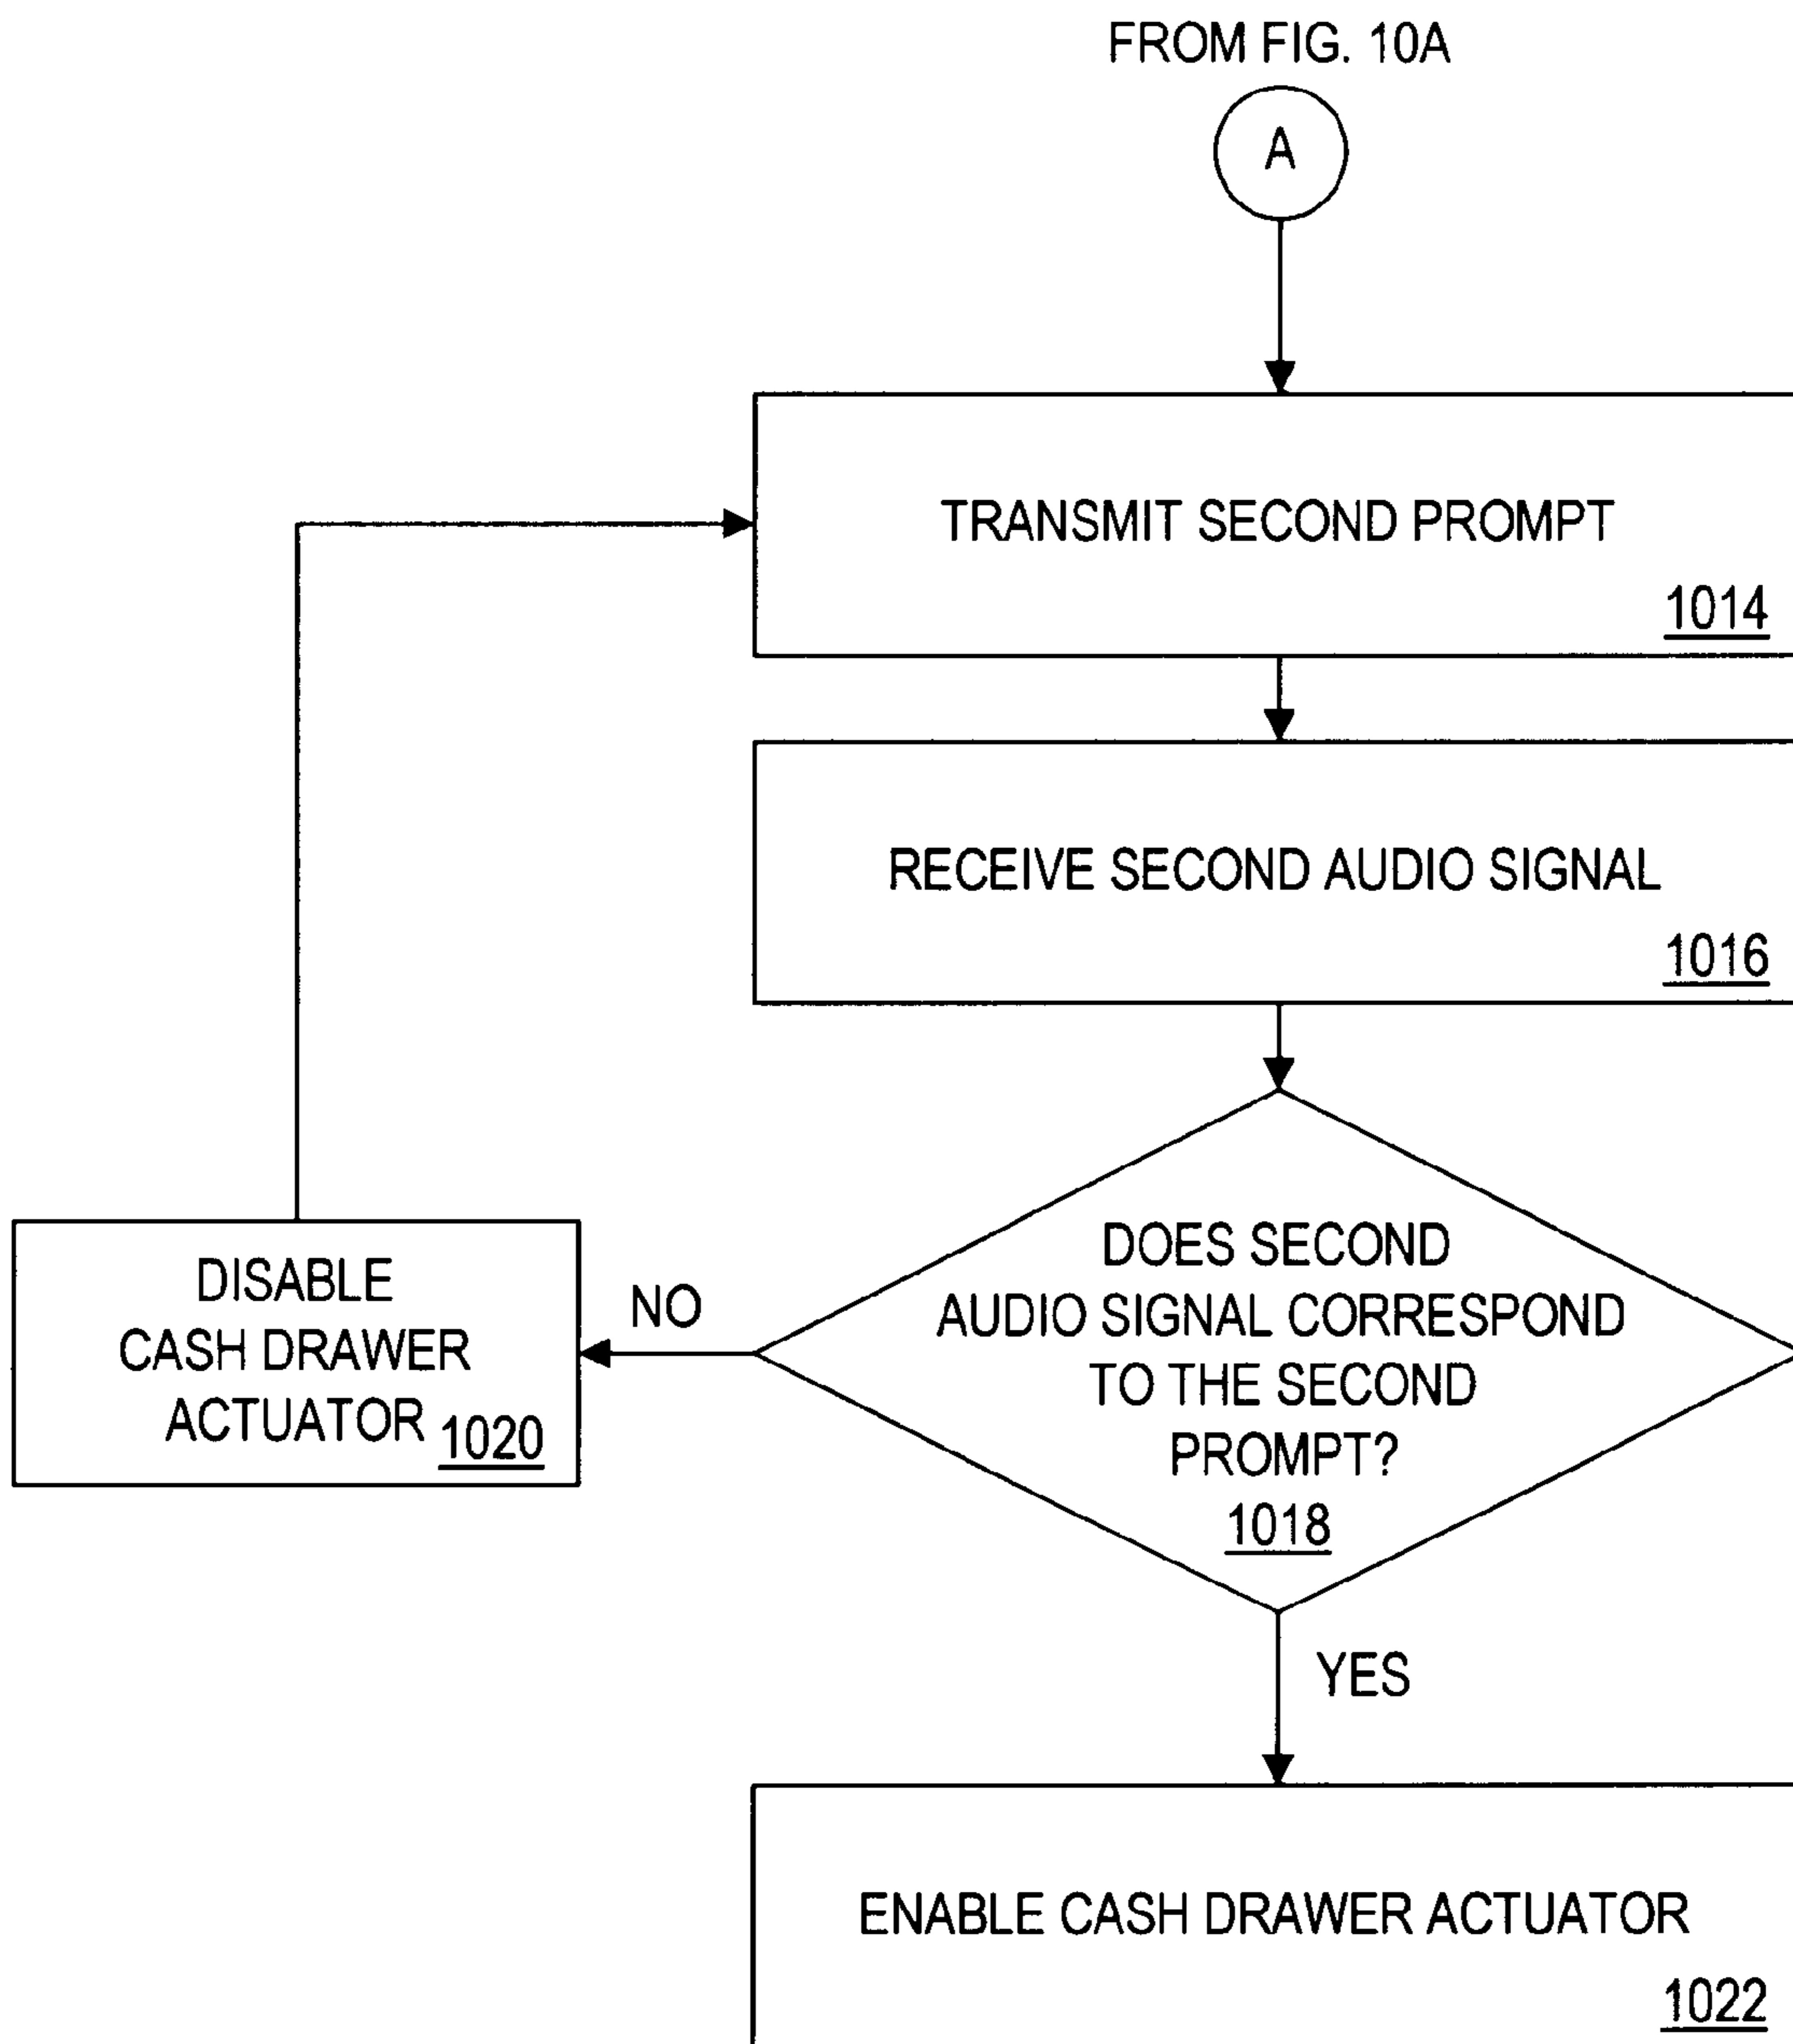 FROM FIG. 10A
A
TRANSMIT SECOND PROMPT
1014
RECEIVE SECOND AUDIO SIGNAL
1016
DOES SECOND
AUDIO SIGNAL CORRESPOND
TO THE SECOND
PROMPT?
1018
NO
DISABLE
CASH DRAWER
ACTUATOR 1020
YES
ENABLE CASH DRAWER ACTUATOR
1022